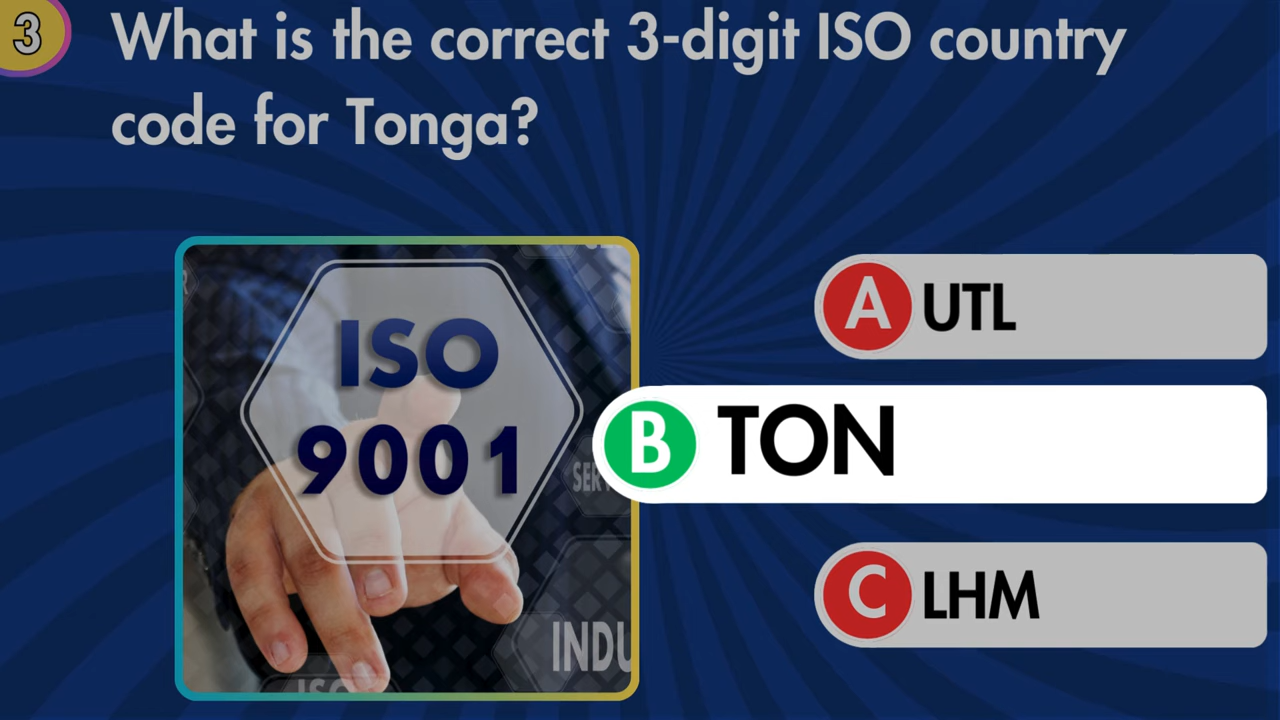 3
What is the correct 3-digit ISO country
code for Tonga?
ISO
9001
A UTL
B TON
C LHM
SER
INDU
ISO